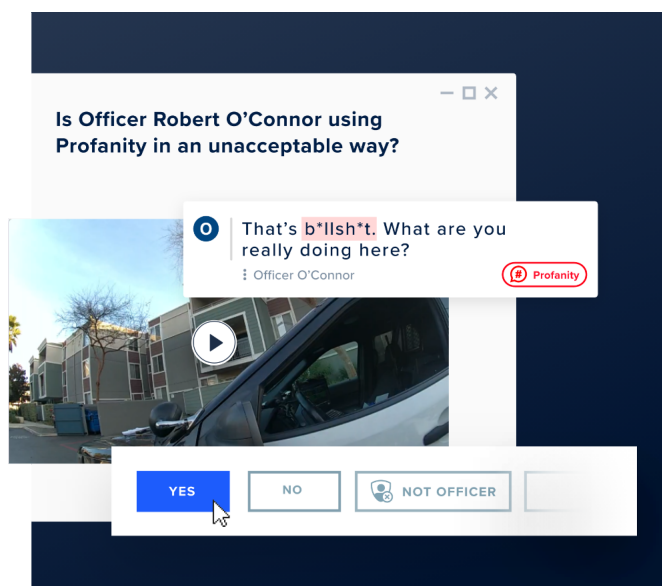 Is Officer Robert O’Connor using
Profanity in an unacceptable way?
O
That’s b*llsh*t. What are you
really doing here?
Officer O’Connor
# Profanity
YES
NO
NOT OFFICER